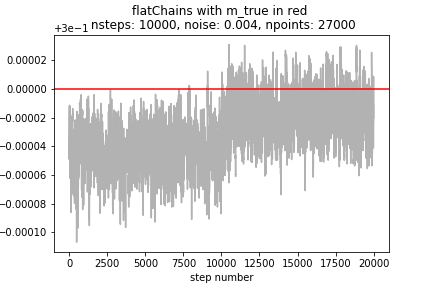 flatChains with m_true in red
nsteps: 10000, noise: 0.004, npoints: 27000
+3e−1
0.00002
0.00000
−0.00002
−0.00004
−0.00006
−0.00008
−0.00010
0 2500 5000 7500 10000 12500 15000 17500 20000
step number